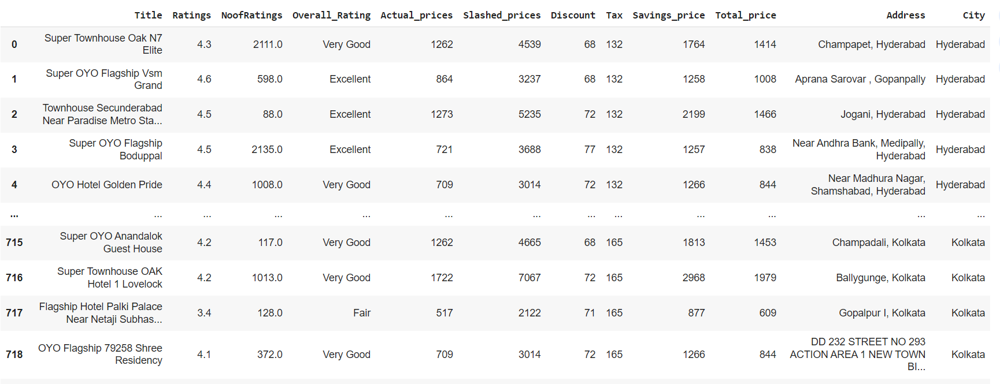 Title Ratings NoofRatings Overall_Rating Actual_prices Slashed_prices Discount Tax Savings_price Total_price Address City
0 Super Townhouse Oak N7 Elite 4.3 2111.0 Very Good 1262 4539 68 132 1764 1414 Champapet, Hyderabad Hyderabad
1 Super OYO Flagship Vsm Grand 4.6 598.0 Excellent 864 3237 68 132 1258 1008 Aprana Sarovar , Gopanpally Hyderabad
2 Townhouse Secunderabad Near Paradise Metro Sta... 4.5 88.0 Excellent 1273 5235 72 132 2199 1466 Jogani, Hyderabad Hyderabad
3 Super OYO Flagship Boduppal 4.5 2135.0 Excellent 721 3688 77 132 1257 838 Near Andhra Bank, Medipally, Hyderabad Hyderabad
4 OYO Hotel Golden Pride 4.4 1008.0 Very Good 709 3014 72 132 1266 844 Near Madhura Nagar, Shamshabad, Hyderabad Hyderabad
... ... ... ... ... ... ... ... ... ... ... ... ...
715 Super OYO Anandalok Guest House 4.2 117.0 Very Good 1262 4665 68 165 1813 1453 Champadali, Kolkata Kolkata
716 Super Townhouse OAK Hotel 1 Lovelock 4.2 1013.0 Very Good 1722 7067 72 165 2968 1979 Ballygunge, Kolkata Kolkata
717 Flagship Hotel Palki Palace Near Netaji Subhas... 3.4 128.0 Fair 517 2122 71 165 877 609 Gopalpur I, Kolkata Kolkata
718 OYO Flagship 79258 Shree Residency 4.1 372.0 Very Good 709 3014 72 165 1266 844 DD 232 STREET NO 293 ACTION AREA 1 NEW TOWN BI... Kolkata